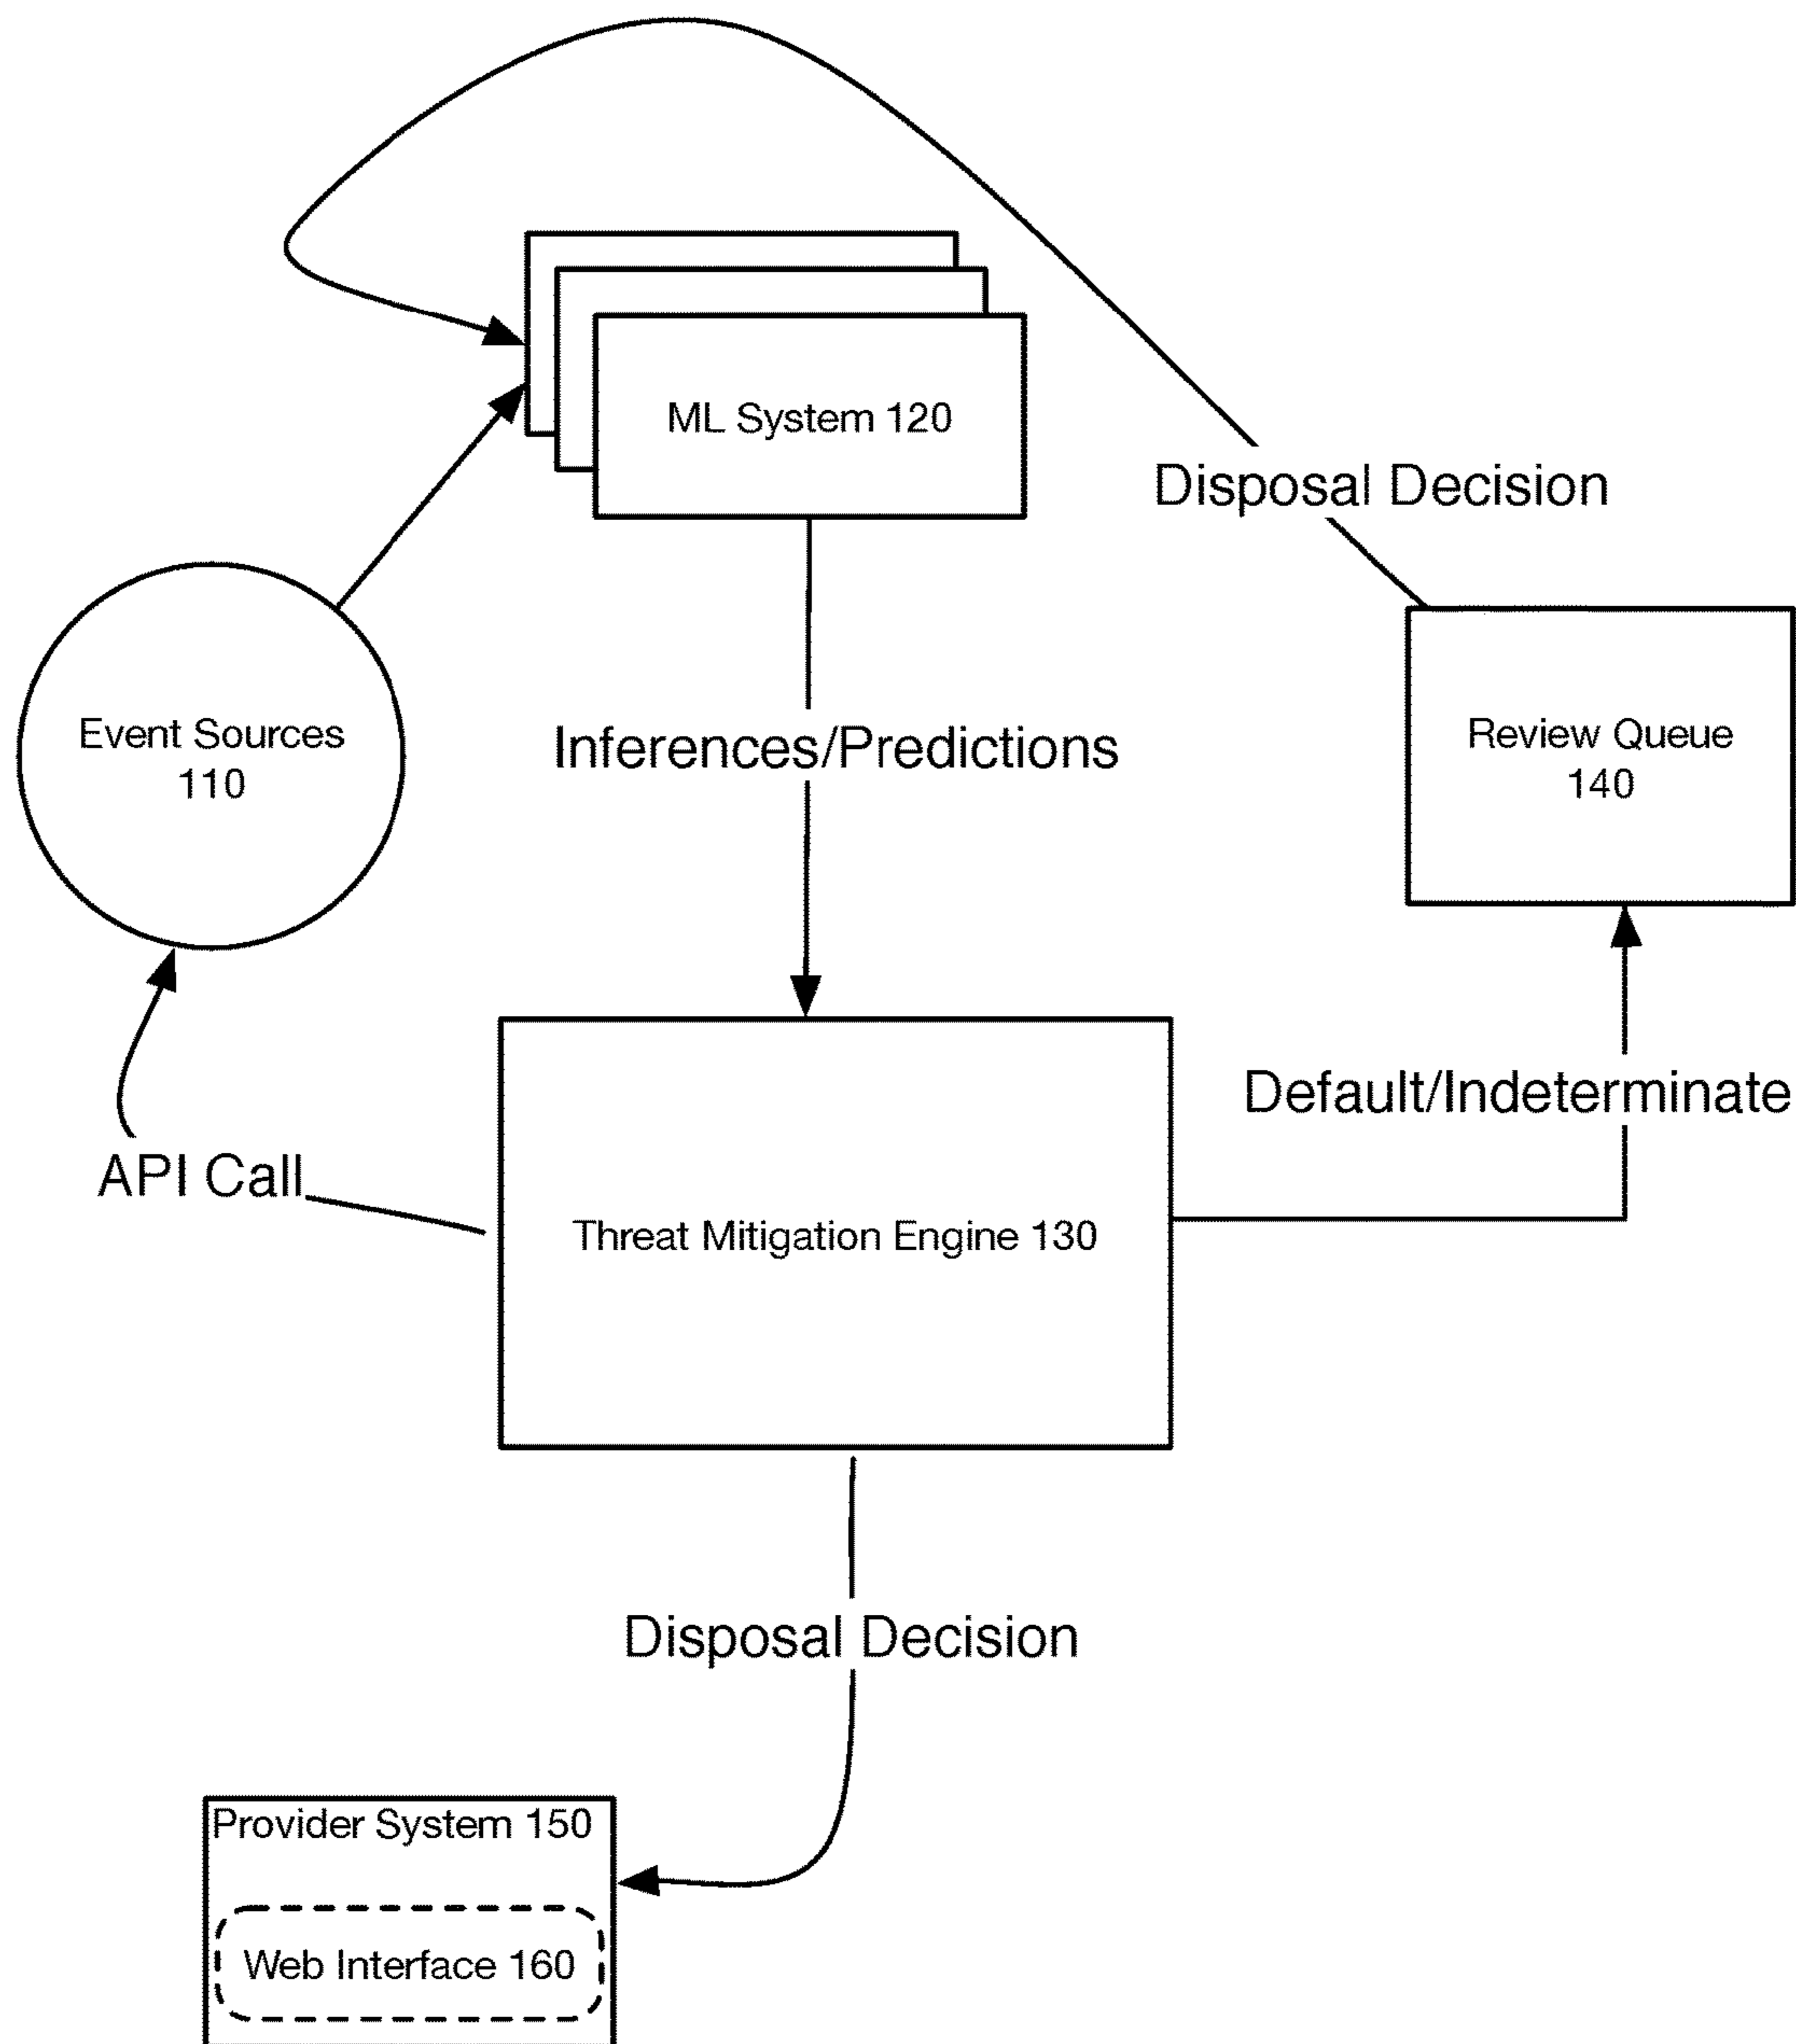 ML System 120
Disposal Decision
Event Sources
110
Inferences/Predictions
Review Queue
140
Default/Indeterminate
API Call
Threat Mitigation Engine 130
Disposal Decision
Provider System 150
Web Interface 160